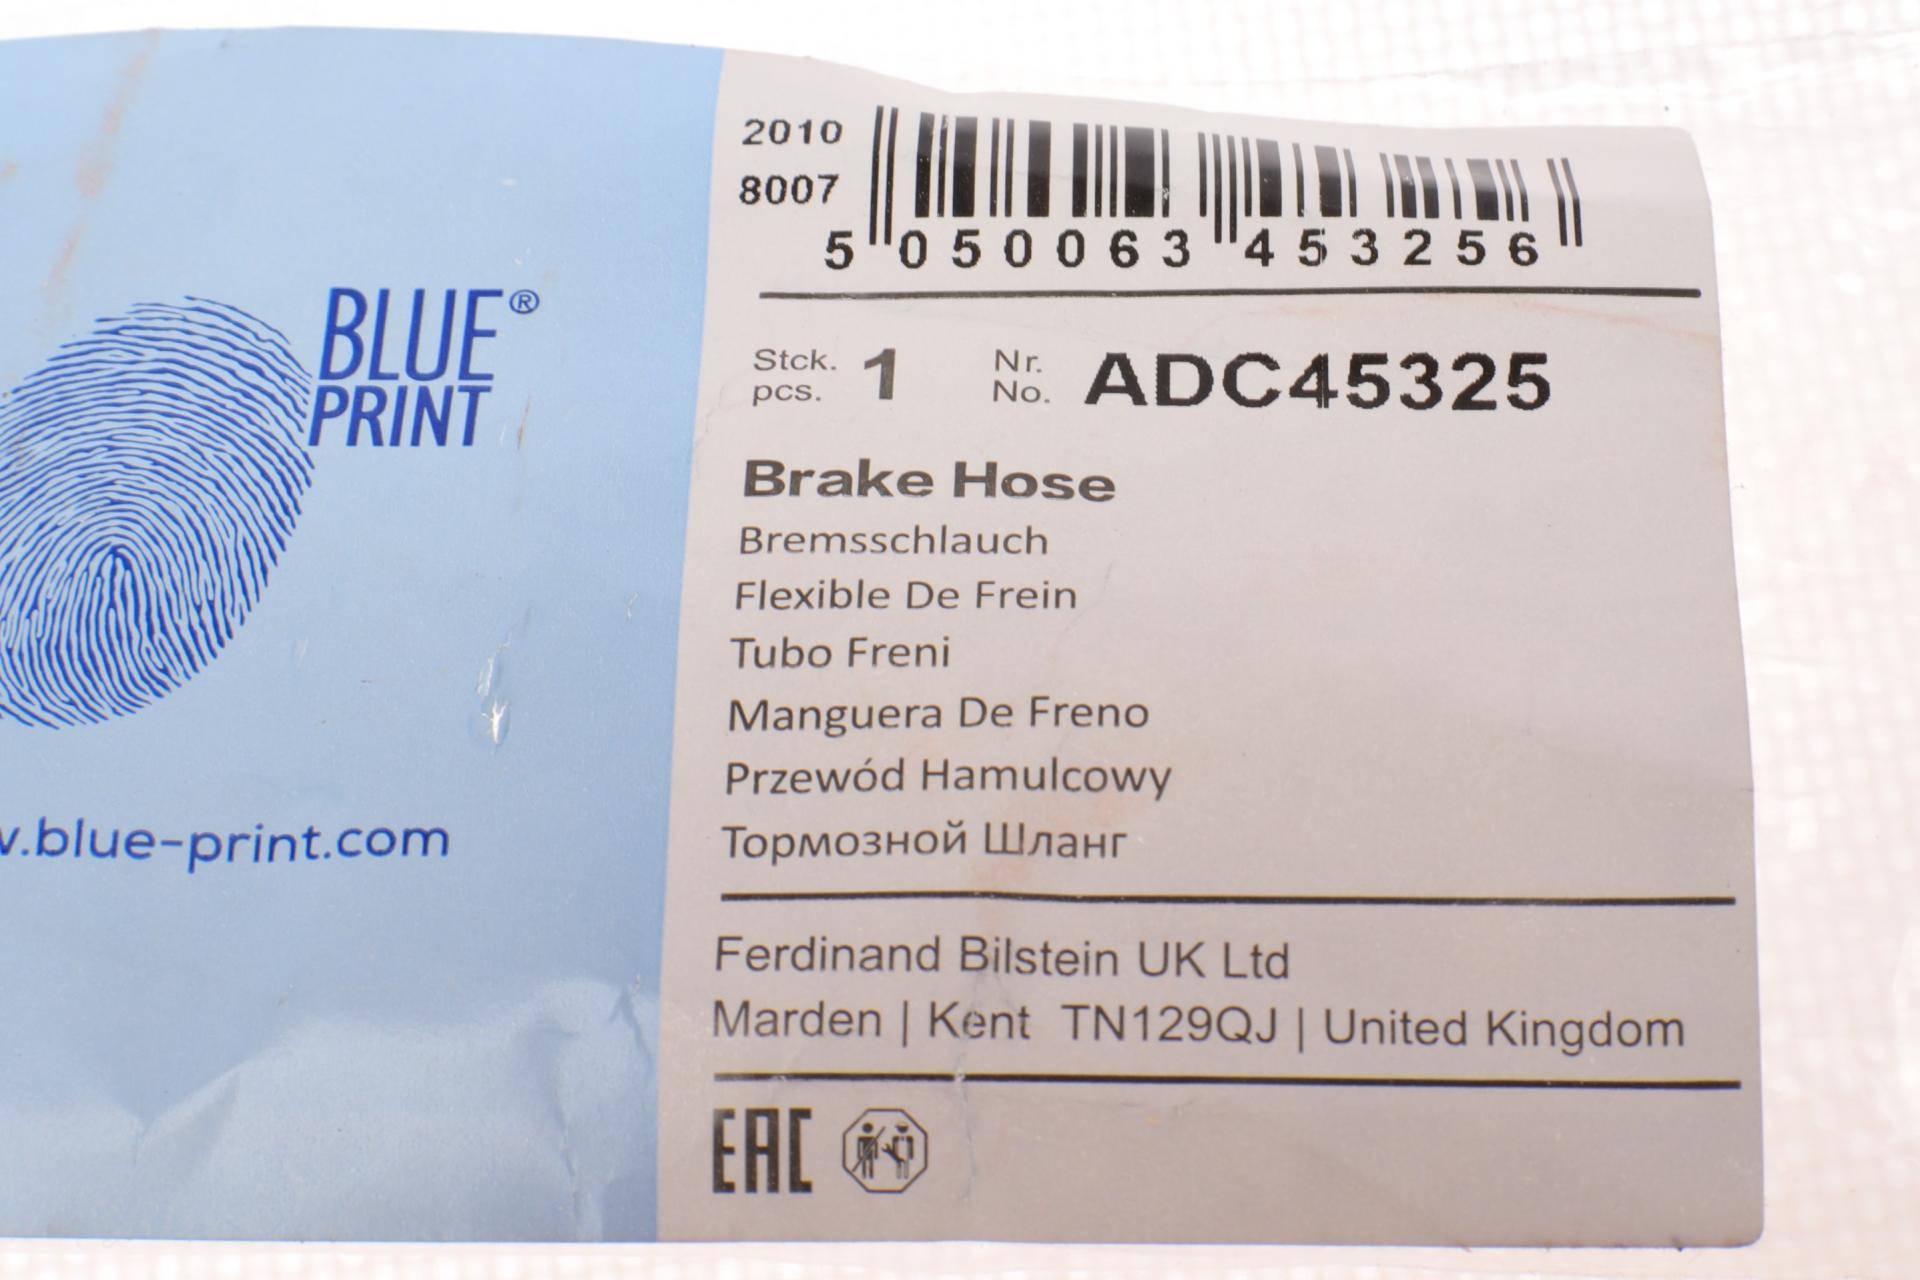 BLUE®
PRINT
.blue-print.com
2010
8007
5 050063 453256
Stck. 1 Nr. ADC45325
pcs. No.
Brake Hose
Bremsschlauch
Flexible De Frein
Tubo Freni
Manguera De Freno
Przewód Hamulcowy
Тормозной Шланг
Ferdinand Bilstein UK Ltd
Marden | Kent TN129QJ | United Kingdom
EAC